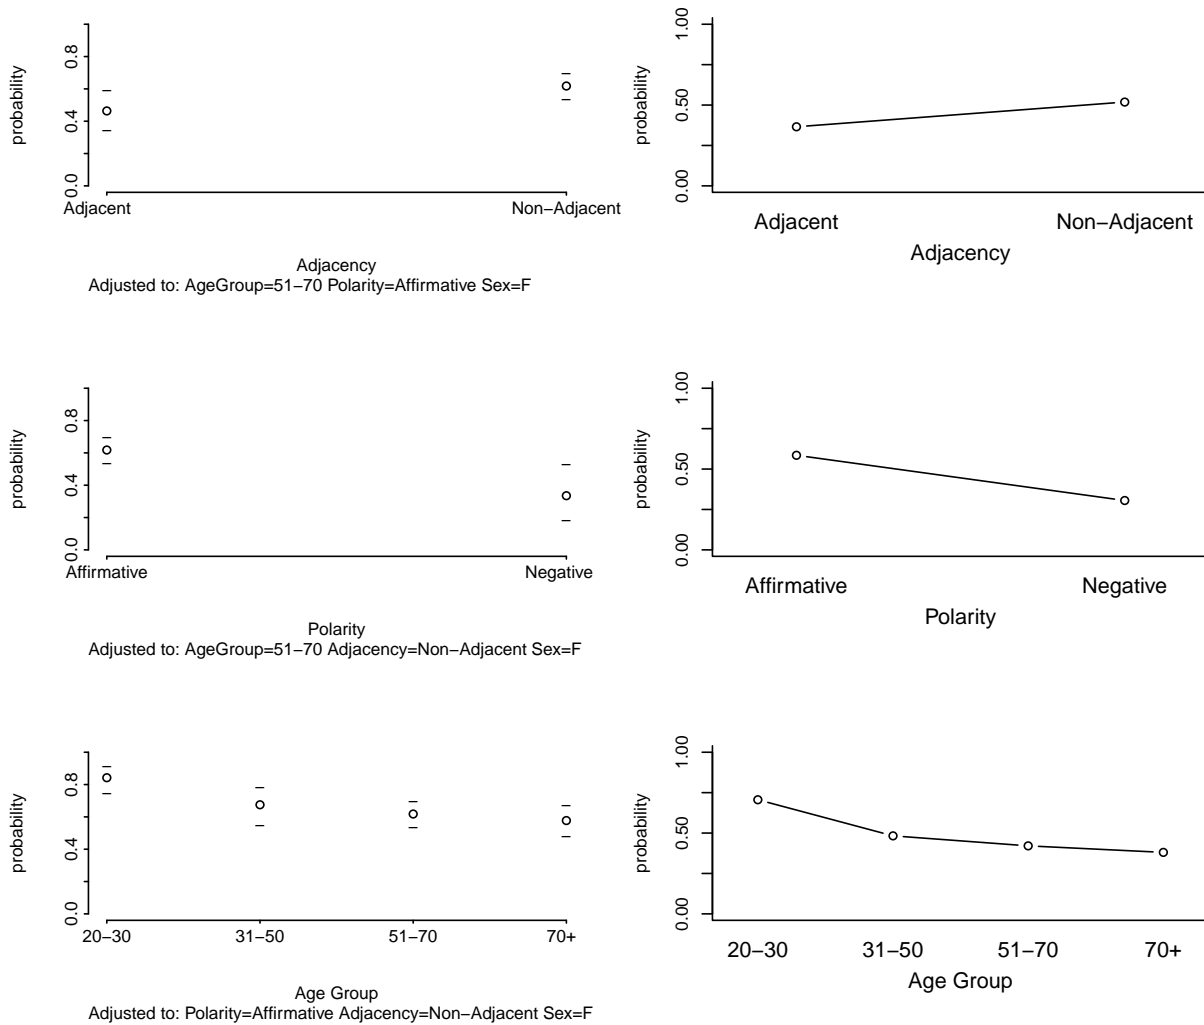 probability
0.0 0.4 0.8
Adjacent Non−Adjacent
Adjacency
Adjusted to: AgeGroup=51−70 Polarity=Affirmative Sex=F
probability
0.00 0.50 1.00
Adjacent Non−Adjacent
Adjacency
probability
0.0 0.4 0.8
Affirmative Negative
Polarity
Adjusted to: AgeGroup=51−70 Adjacency=Non−Adjacent Sex=F
probability
0.00 0.50 1.00
Affirmative Negative
Polarity
probability
0.0 0.4 0.8
20−30 31−50 51−70 70+
Age Group
Adjusted to: Polarity=Affirmative Adjacency=Non−Adjacent Sex=F
probability
0.00 0.50 1.00
20−30 31−50 51−70 70+
Age Group